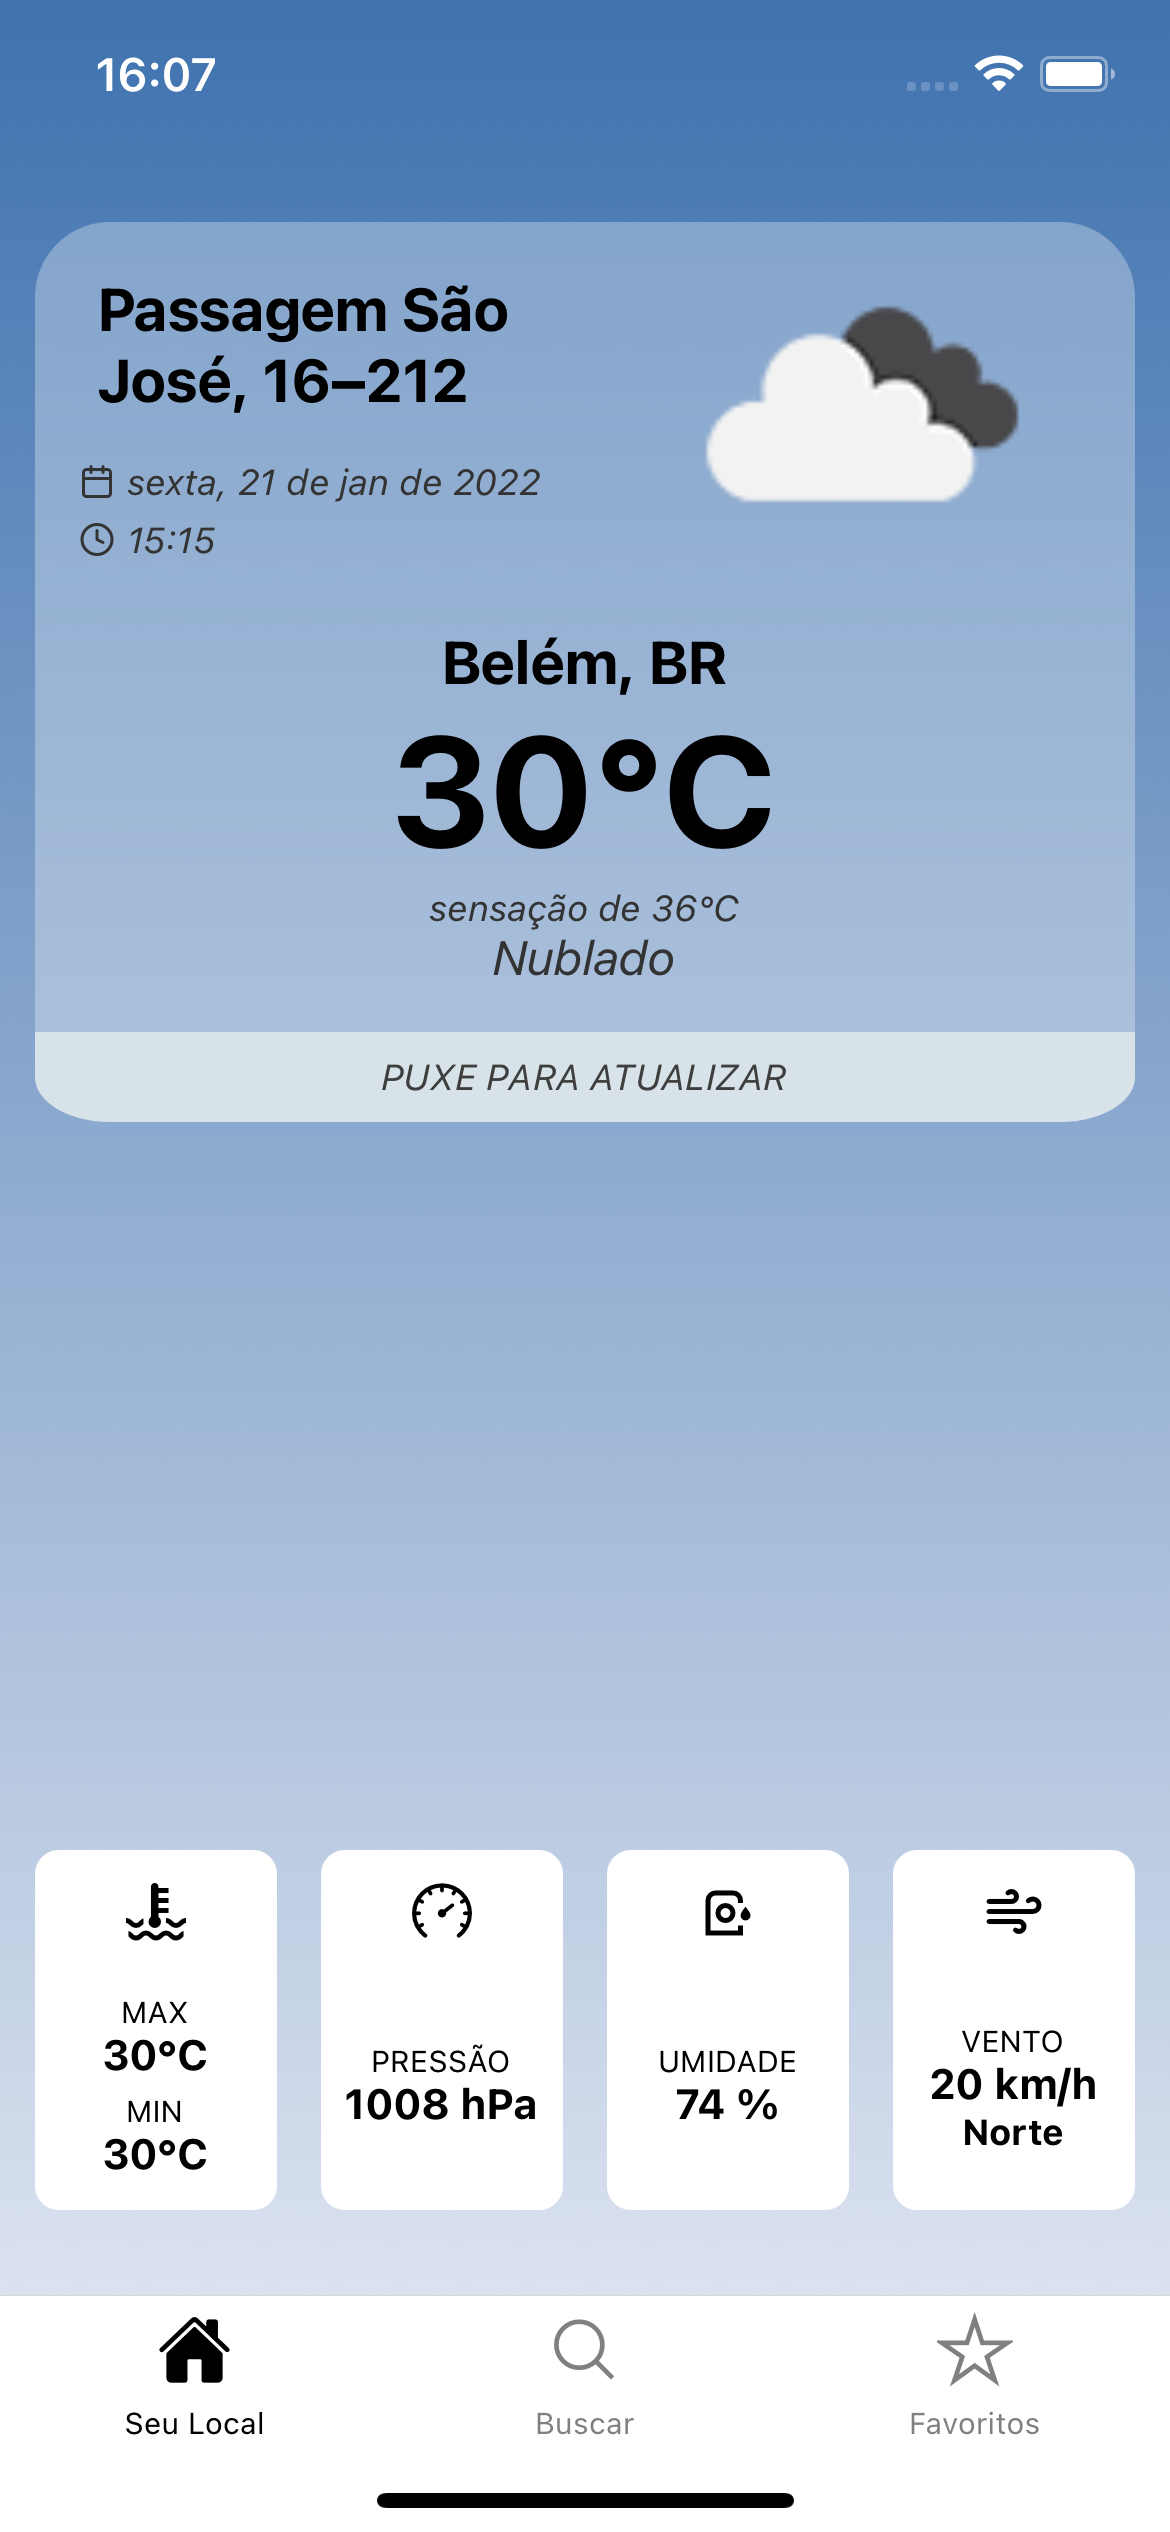 16:07
Passagem São
José, 16–212
sexta, 21 de jan de 2022
15:15
Belém, BR
30°C
sensação de 36°C
Nublado
PUXE PARA ATUALIZAR
MAX
30°C
MIN
30°C
PRESSÃO
1008 hPa
UMIDADE
74 %
VENTO
20 km/h
Norte
Seu Local
Buscar
Favoritos